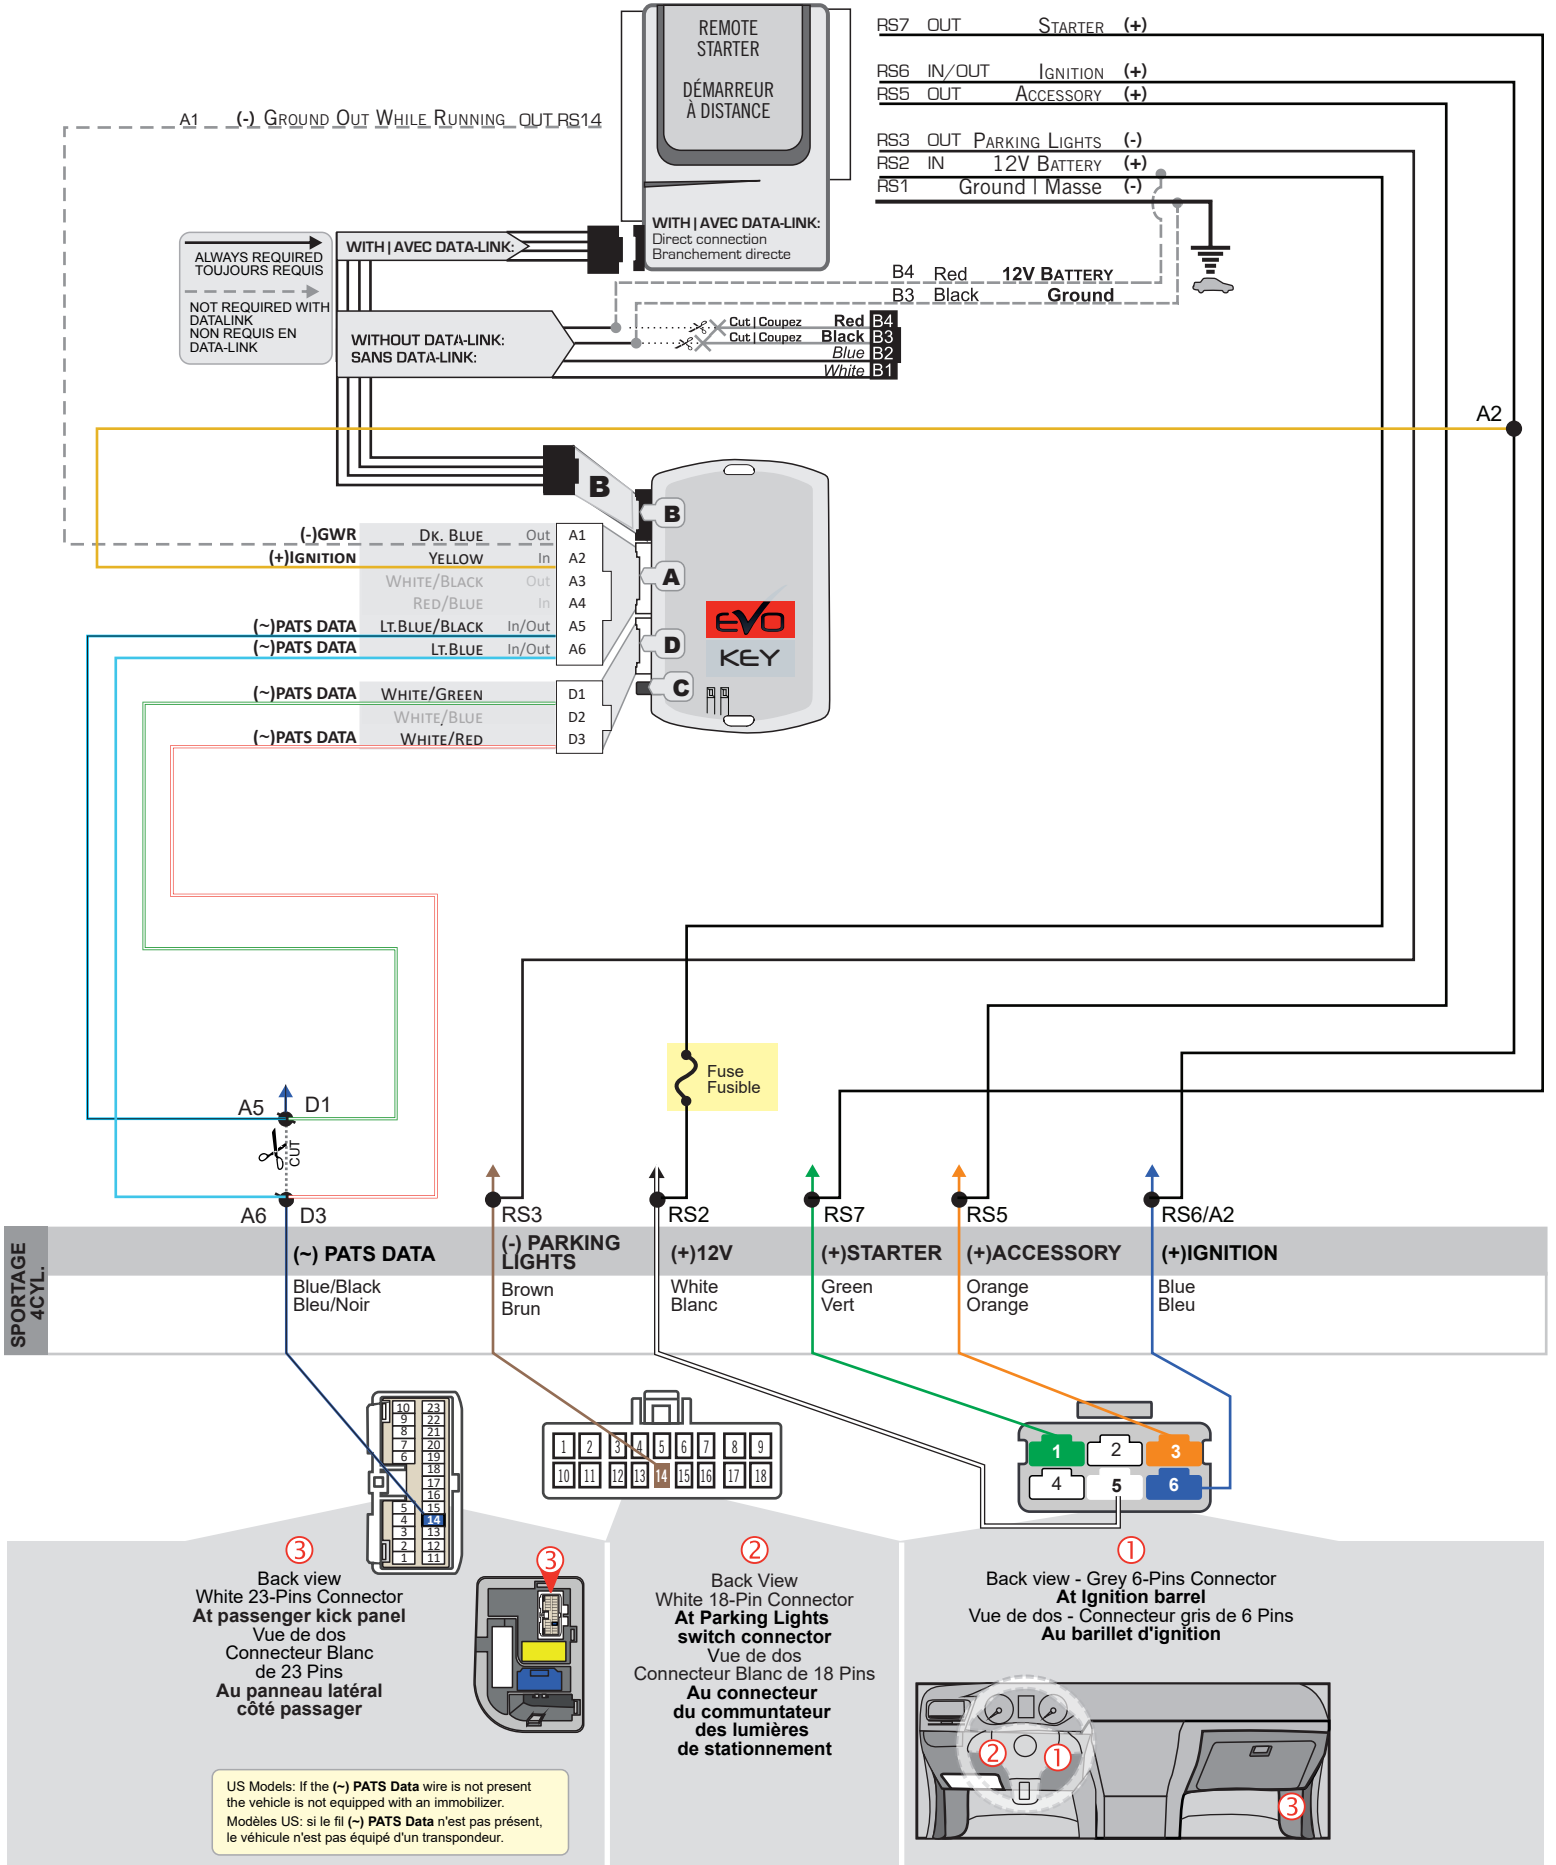 REMOTE
STARTER
DÉMARREUR
À DISTANCE
RS7 OUT STARTER (+)
RS6 IN/OUT IGNITION (+)
RS5 OUT ACCESSORY (+)
A1 (-) GROUND OUT WHILE RUNNING OUT RS14
RS3 OUT PARKING LIGHTS (-)
RS2 IN 12V BATTERY (+)
RS1 Ground | Masse (-)
WITH | AVEC DATA-LINK:
Direct connection
Branchement directe
WITH | AVEC DATA-LINK:
ALWAYS REQUIRED
TOUJOURS REQUIS
NOT REQUIRED WITH
DATALINK
NON REQUIS EN
DATA-LINK
B4 Red 12V BATTERY
B3 Black Ground
WITHOUT DATA-LINK:
SANS DATA-LINK:
Cut | Coupez Red B4
Cut | Coupez Black B3
Blue B2
White B1
A2
B
B
A
D
C
EVO
KEY
(-)GWR DK. BLUE Out A1
(+)IGNITION YELLOW In A2
WHITE/BLACK Out A3
RED/BLUE In A4
(~)PATS DATA LT.BLUE/BLACK In/Out A5
(~)PATS DATA LT.BLUE In/Out A6
(~)PATS DATA WHITE/GREEN D1
WHITE/BLUE D2
(~)PATS DATA WHITE/RED D3
Fuse
Fusible
A5 D1
CUT
A6 D3
RS3
RS2
RS7
RS5
RS6/A2
SPORTAGE
4CYL.
(~) PATS DATA
Blue/Black
Bleu/Noir
(-) PARKING
LIGHTS
Brown
Brun
(+)12V
White
Blanc
(+)STARTER
Green
Vert
(+)ACCESSORY
Orange
Orange
(+)IGNITION
Blue
Bleu
10 23
9 22
8 21
7 20
6 19
18
17
16
5 15
4 14
3 13
2 12
1 11
1 2 3 4 5 6 7 8 9
10 11 12 13 14 15 16 17 18
1 2 3
4 5 6
3
Back view
White 23-Pins Connector
At passenger kick panel
Vue de dos
Connecteur Blanc
de 23 Pins
Au panneau latéral
côté passager
3
2
Back View
White 18-Pin Connector
At Parking Lights
switch connector
Vue de dos
Connecteur Blanc de 18 Pins
Au connecteur
du communtateur
des lumières
de stationnement
1
Back view - Grey 6-Pins Connector
At Ignition barrel
Vue de dos - Connecteur gris de 6 Pins
Au barillet d'ignition
2
1
3
US Models: If the (~) PATS Data wire is not present
the vehicle is not equipped with an immobilizer.
Modèles US: si le fil (~) PATS Data n'est pas présent,
le véhicule n'est pas équipé d'un transpondeur.